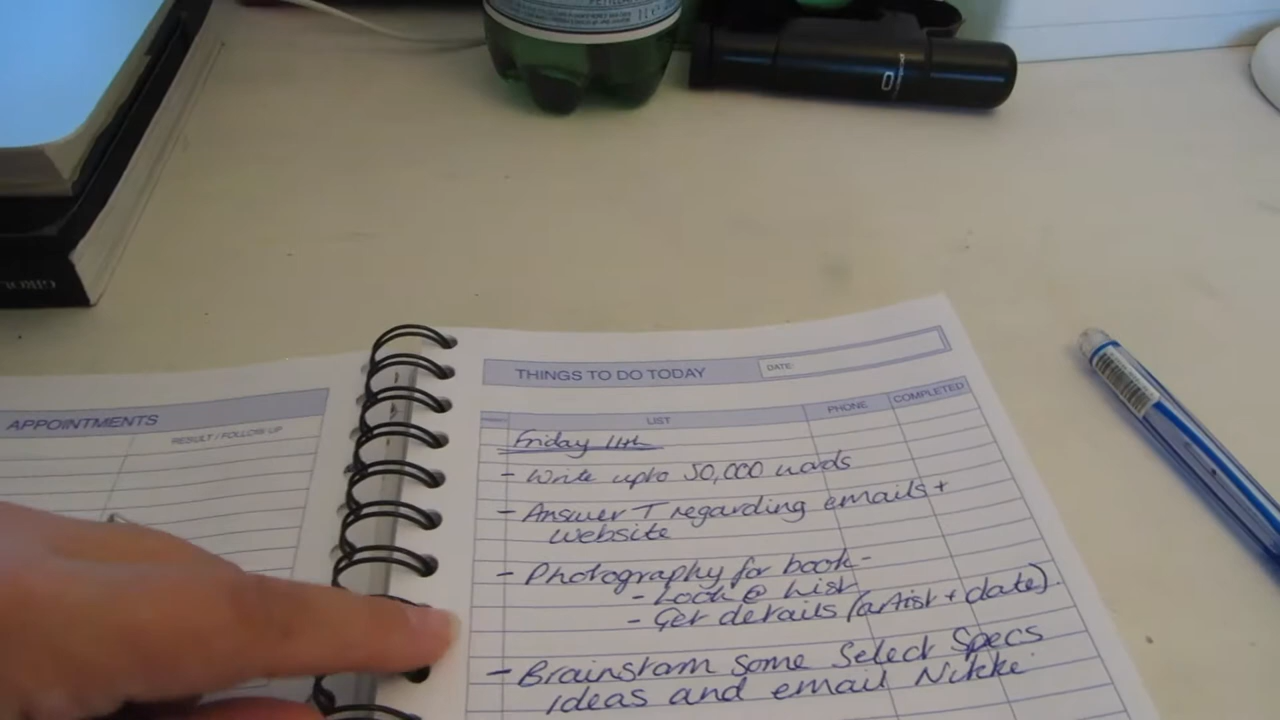 APPOINTMENTS
RESULT / FOLLOW UP
THINGS TO DO TODAY
DATE:
LIST
PHONE
COMPLETED
Friday 11th
- Write upto 50,000 words
- Answer T regarding emails +
website
- Photography for book -
- Look @ list
- Get details (artist + date).
- Brainstorm some Select Specs
ideas and email Nikki